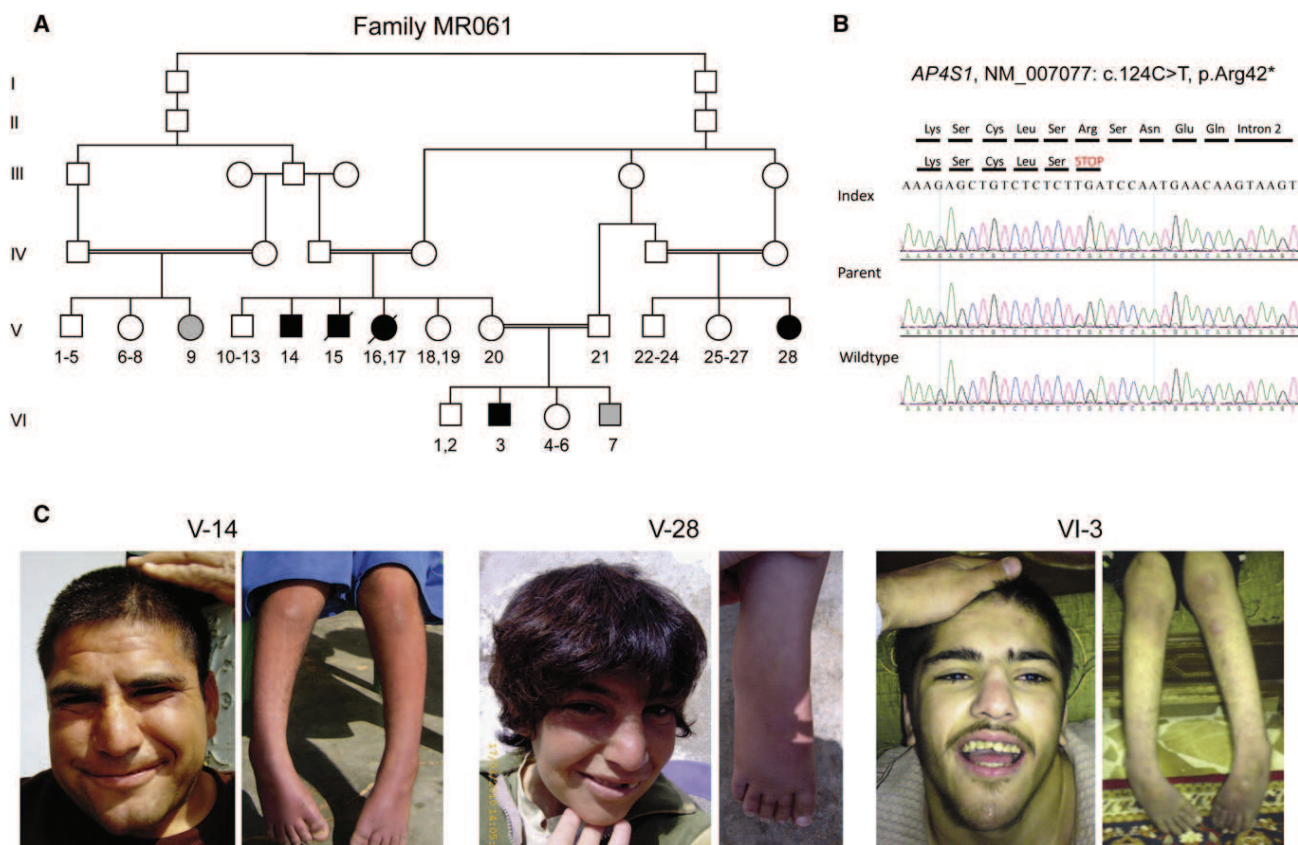 A
Family MR061
I
II
III
IV
V
VI
1-5
6-8
9
10-13
14
15
16,17
18,19
20
21
22-24
25-27
28
1,2
3
4-6
7
B
AP4S1, NM_007077: c.124C>T, p.Arg42*
Lys Ser Cys Leu Ser Arg Ser Asn Glu Gln Intron 2
Lys Ser Cys Leu Ser STOP
AAAGAGCTGTCTCTCTTGATCCAATGAACAAGTAAGT
Index
Parent
Wildtype
C
V-14
V-28
VI-3